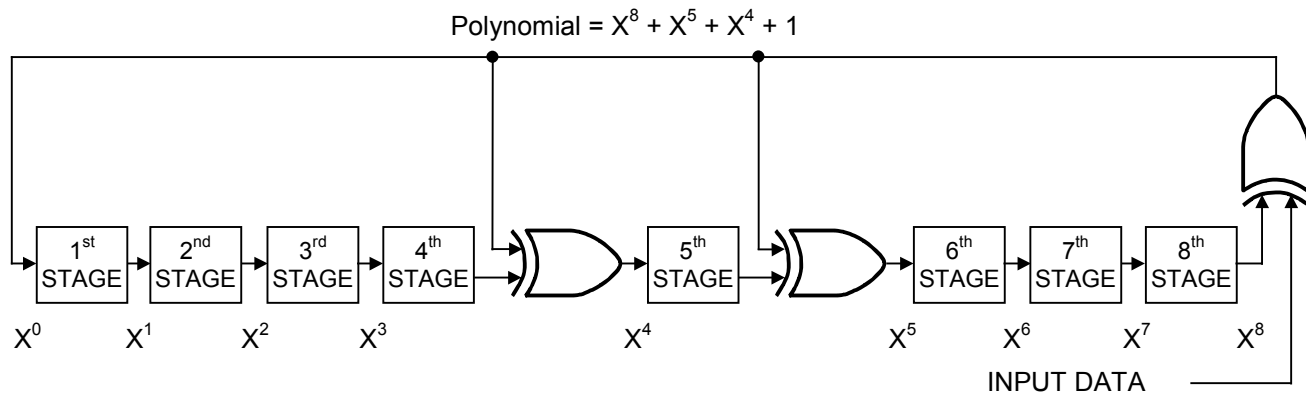 Polynomial = X⁸ + X⁵ + X⁴ + 1
1ˢᵗ STAGE
2ⁿᵈ STAGE
3ʳᵈ STAGE
4ᵗʰ STAGE
5ᵗʰ STAGE
6ᵗʰ STAGE
7ᵗʰ STAGE
8ᵗʰ STAGE
X⁰ X¹ X² X³ X⁴ X⁵ X⁶ X⁷ X⁸
INPUT DATA